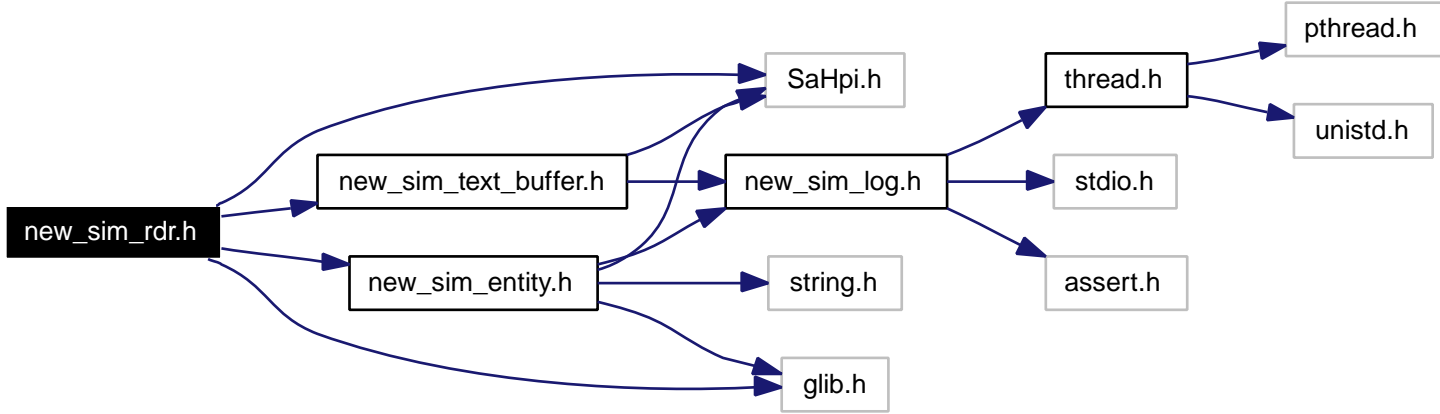 pthread.h
SaHpi.h
thread.h
unistd.h
new_sim_text_buffer.h
new_sim_log.h
stdio.h
new_sim_rdr.h
new_sim_entity.h
string.h
assert.h
glib.h